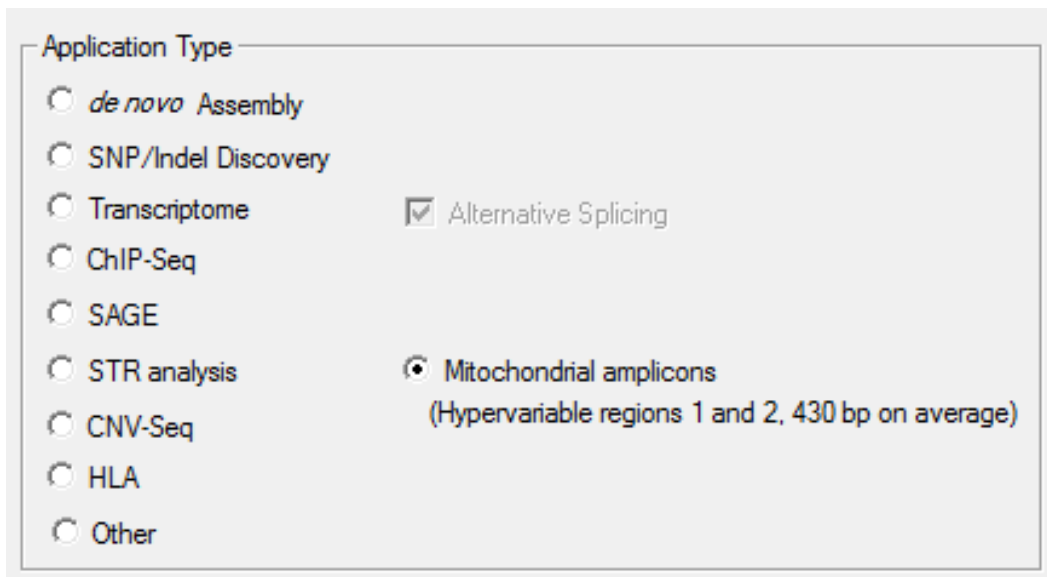 Application Type
de novo Assembly
SNP/Indel Discovery
Transcriptome
Alternative Splicing
ChIP-Seq
SAGE
STR analysis
Mitochondrial amplicons
(Hypervariable regions 1 and 2, 430 bp on average)
CNV-Seq
HLA
Other